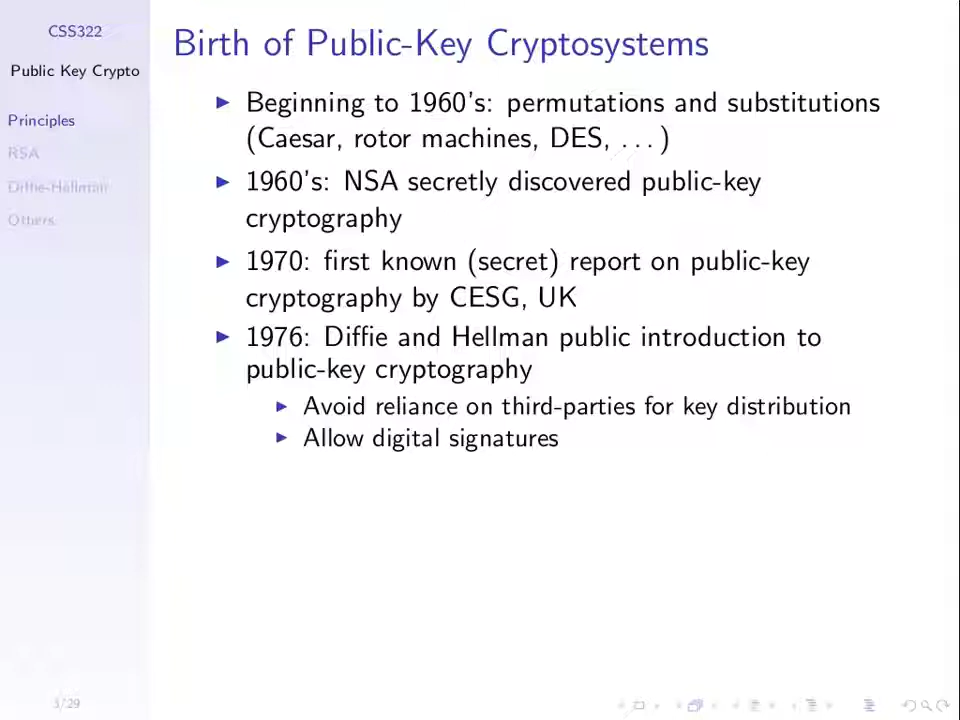 CSS322
Public Key Crypto
Principles
RSA
Diffie-Hellman
Others
Birth of Public-Key Cryptosystems
Beginning to 1960's: permutations and substitutions
(Caesar, rotor machines, DES, . . . )
1960's: NSA secretly discovered public-key
cryptography
1970: first known (secret) report on public-key
cryptography by CESG, UK
1976: Diffie and Hellman public introduction to
public-key cryptography
Avoid reliance on third-parties for key distribution
Allow digital signatures
3/29